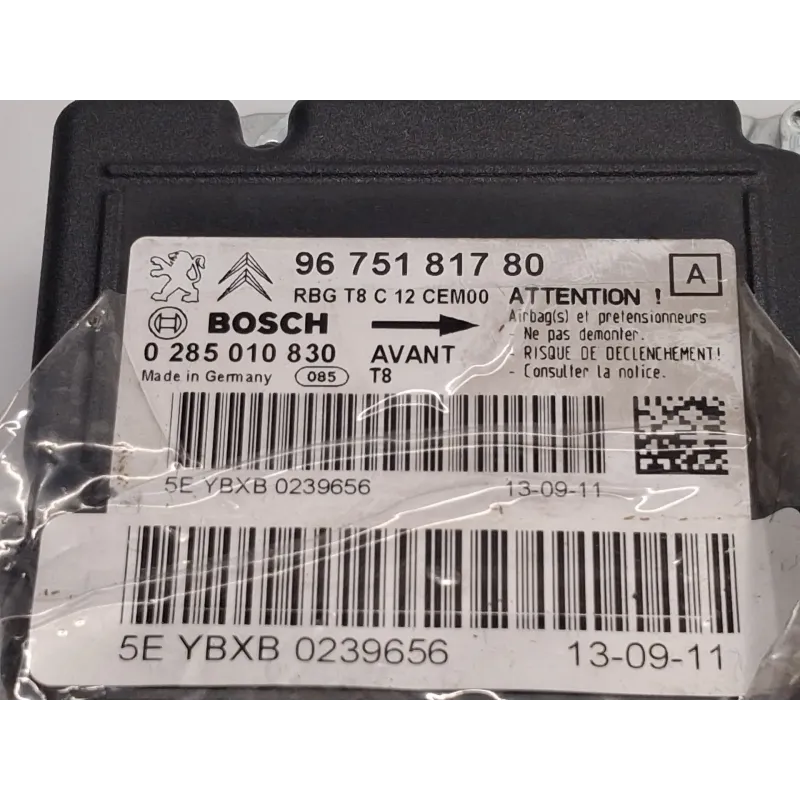 96 751 817 80
A
RBG T8 C 12 CEM00
ATTENTION !
BOSCH
Airbag(s) et pretensionneurs
- Ne pas demonter.
0 285 010 830
AVANT
- RISQUE DE DECLENCHEMENT!
Made in Germany
085
T8
- Consulter la notice.
5E YBXB 0239656
13-09-11
5E YBXB 0239656
13-09-11